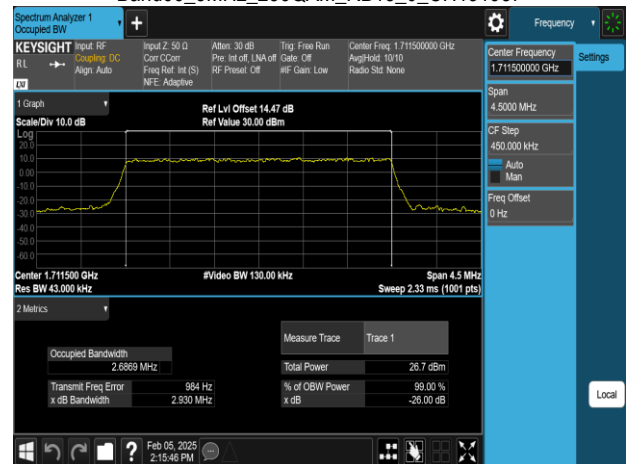 Spectrum Analyzer 1
Occupied BW
Frequency
KEYSIGHT
RL
LXI
Input: RF
Coupling: DC
Align: Auto
Input Z: 50 Ω
Corr CCorr
Freq Ref: Int (S)
NFE: Adaptive
Atten: 30 dB
Pre: Int off, LNA off
RF Preset: Off
Trig: Free Run
Gate: Off
#IF Gain: Low
Center Freq: 1.711500000 GHz
Avg|Hold: 10/10
Radio Std: None
Center Frequency
1.711500000 GHz
Settings
Span
4.5000 MHz
CF Step
450.000 kHz
Auto
Man
Freq Offset
0 Hz
Local
1 Graph
Scale/Div 10.0 dB
Ref Lvl Offset 14.47 dB
Ref Value 30.00 dBm
Log
20.0
10.0
0.00
-10.0
-20.0
-30.0
-40.0
-50.0
-60.0
Center 1.711500 GHz
#Video BW 130.00 kHz
Span 4.5 MHz
Res BW 43.000 kHz
Sweep 2.33 ms (1001 pts)
2 Metrics
Measure Trace Trace 1
Occupied Bandwidth
2.6869 MHz
Total Power 26.7 dBm
Transmit Freq Error 984 Hz
% of OBW Power 99.00 %
x dB Bandwidth 2.930 MHz
x dB -26.00 dB
Feb 05, 2025
2:15:46 PM